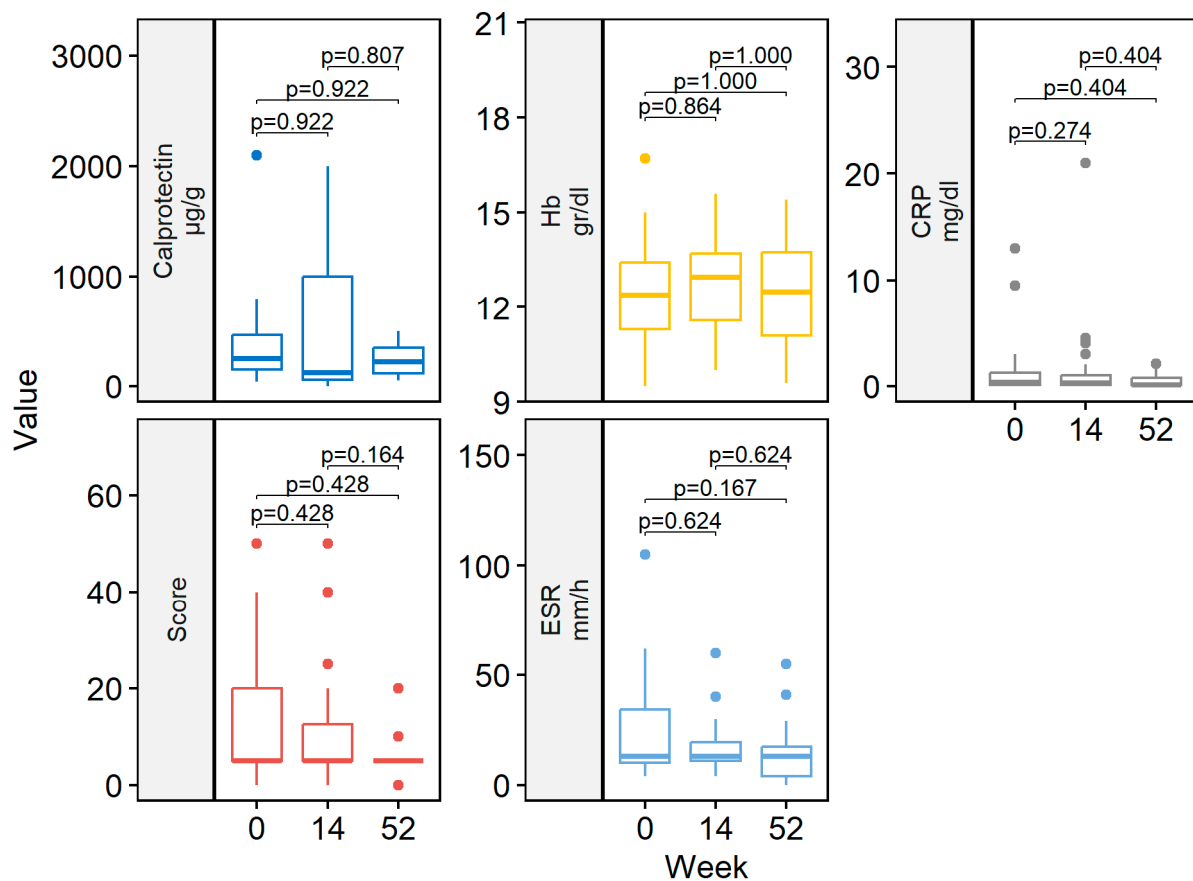 Value
Calprotectin
µg/g
3000
2000
1000
0
p=0.807
p=0.922
p=0.922
Hb
gr/dl
21
18
15
12
9
p=1.000
p=1.000
p=0.864
CRP
mg/dl
30
20
10
0
p=0.404
p=0.404
p=0.274
0 14 52
Score
60
40
20
0
p=0.164
p=0.428
p=0.428
0 14 52
ESR
mm/h
150
100
50
0
p=0.624
p=0.167
p=0.624
0 14 52
Week